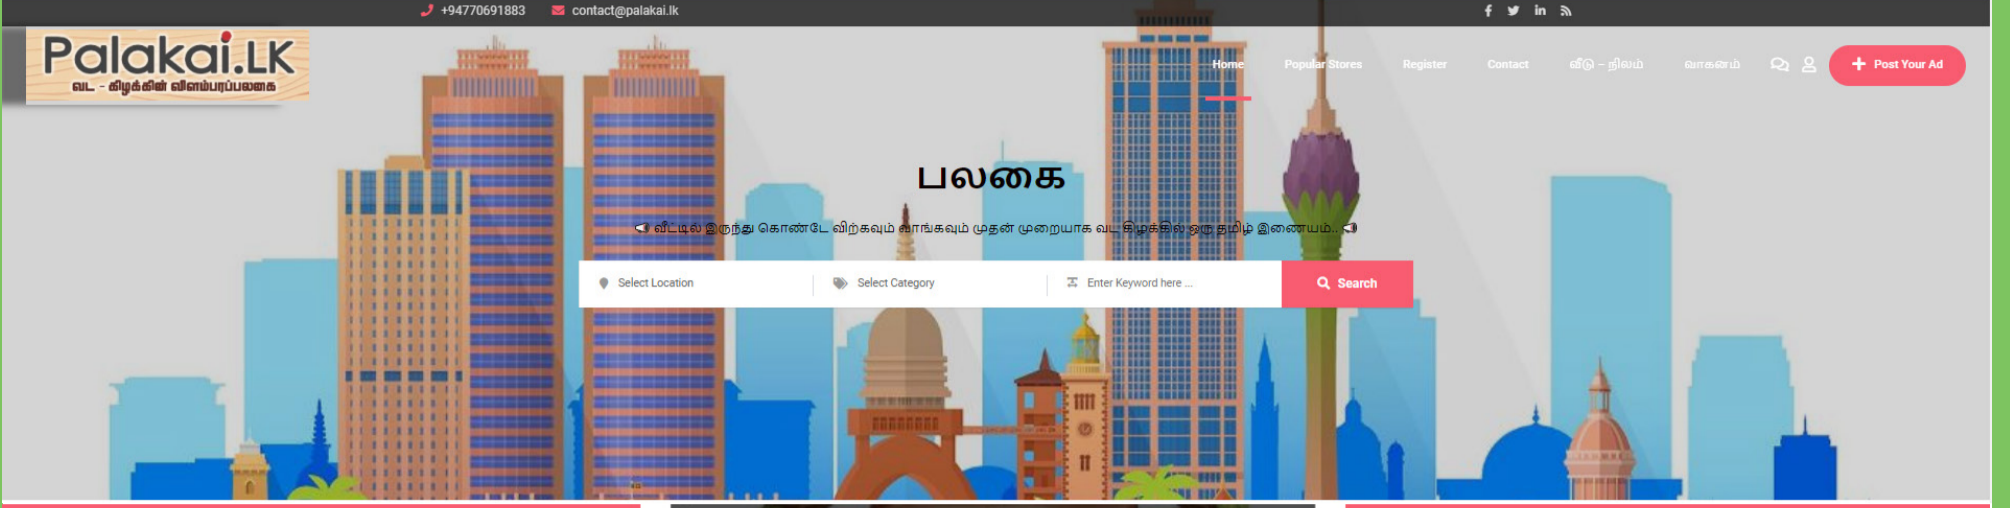 +94770691883 contact@palakai.lk
Palakai.LK
வட - கிழக்கின் விளம்பரப்பலகை
Home Popular Stores Register Contact வீடு – நிலம் வாகனம் Post Your Ad
பலகை
வீட்டில் இருந்து கொண்டே விற்கவும் வாங்கவும் முதன் முறையாக வட கிழக்கில் ஒரு தமிழ் இணையம்..
Select Location Select Category Enter Keyword here ... Search